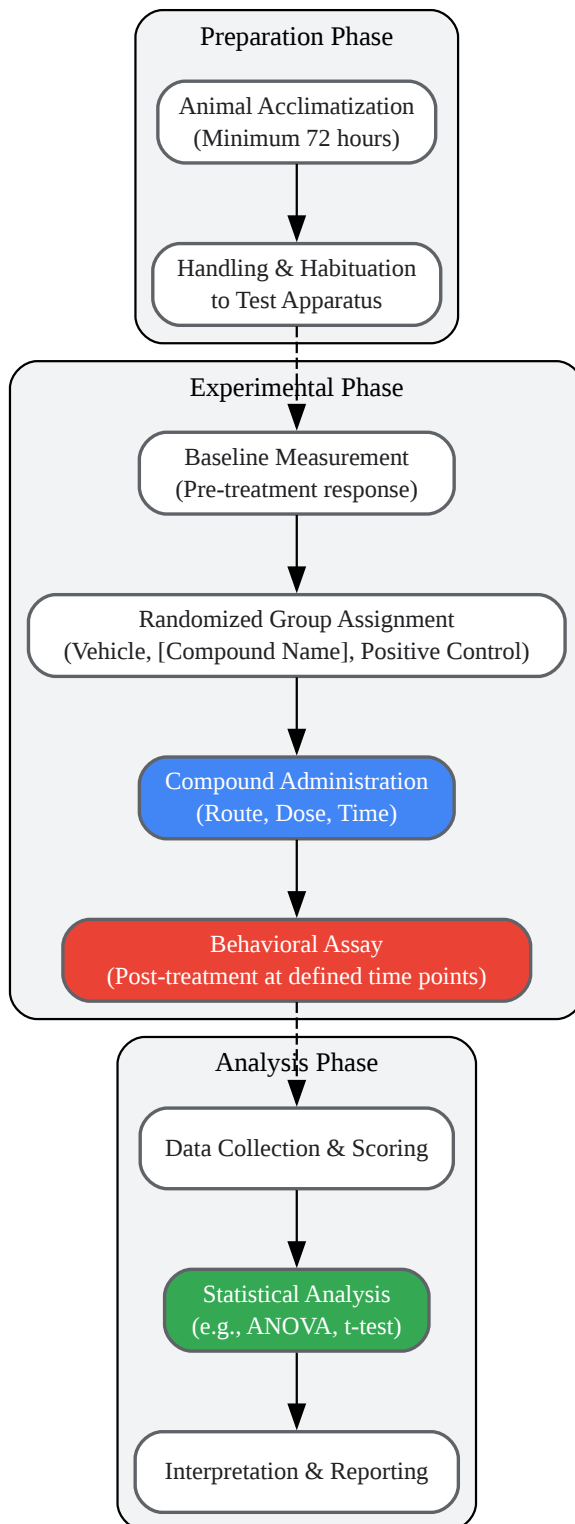 Preparation Phase
Animal Acclimatization
(Minimum 72 hours)
Handling & Habituation
to Test Apparatus
Experimental Phase
Baseline Measurement
(Pre-treatment response)
Randomized Group Assignment
(Vehicle, [Compound Name], Positive Control)
Compound Administration
(Route, Dose, Time)
Behavioral Assay
(Post-treatment at defined time points)
Analysis Phase
Data Collection & Scoring
Statistical Analysis
(e.g., ANOVA, t-test)
Interpretation & Reporting